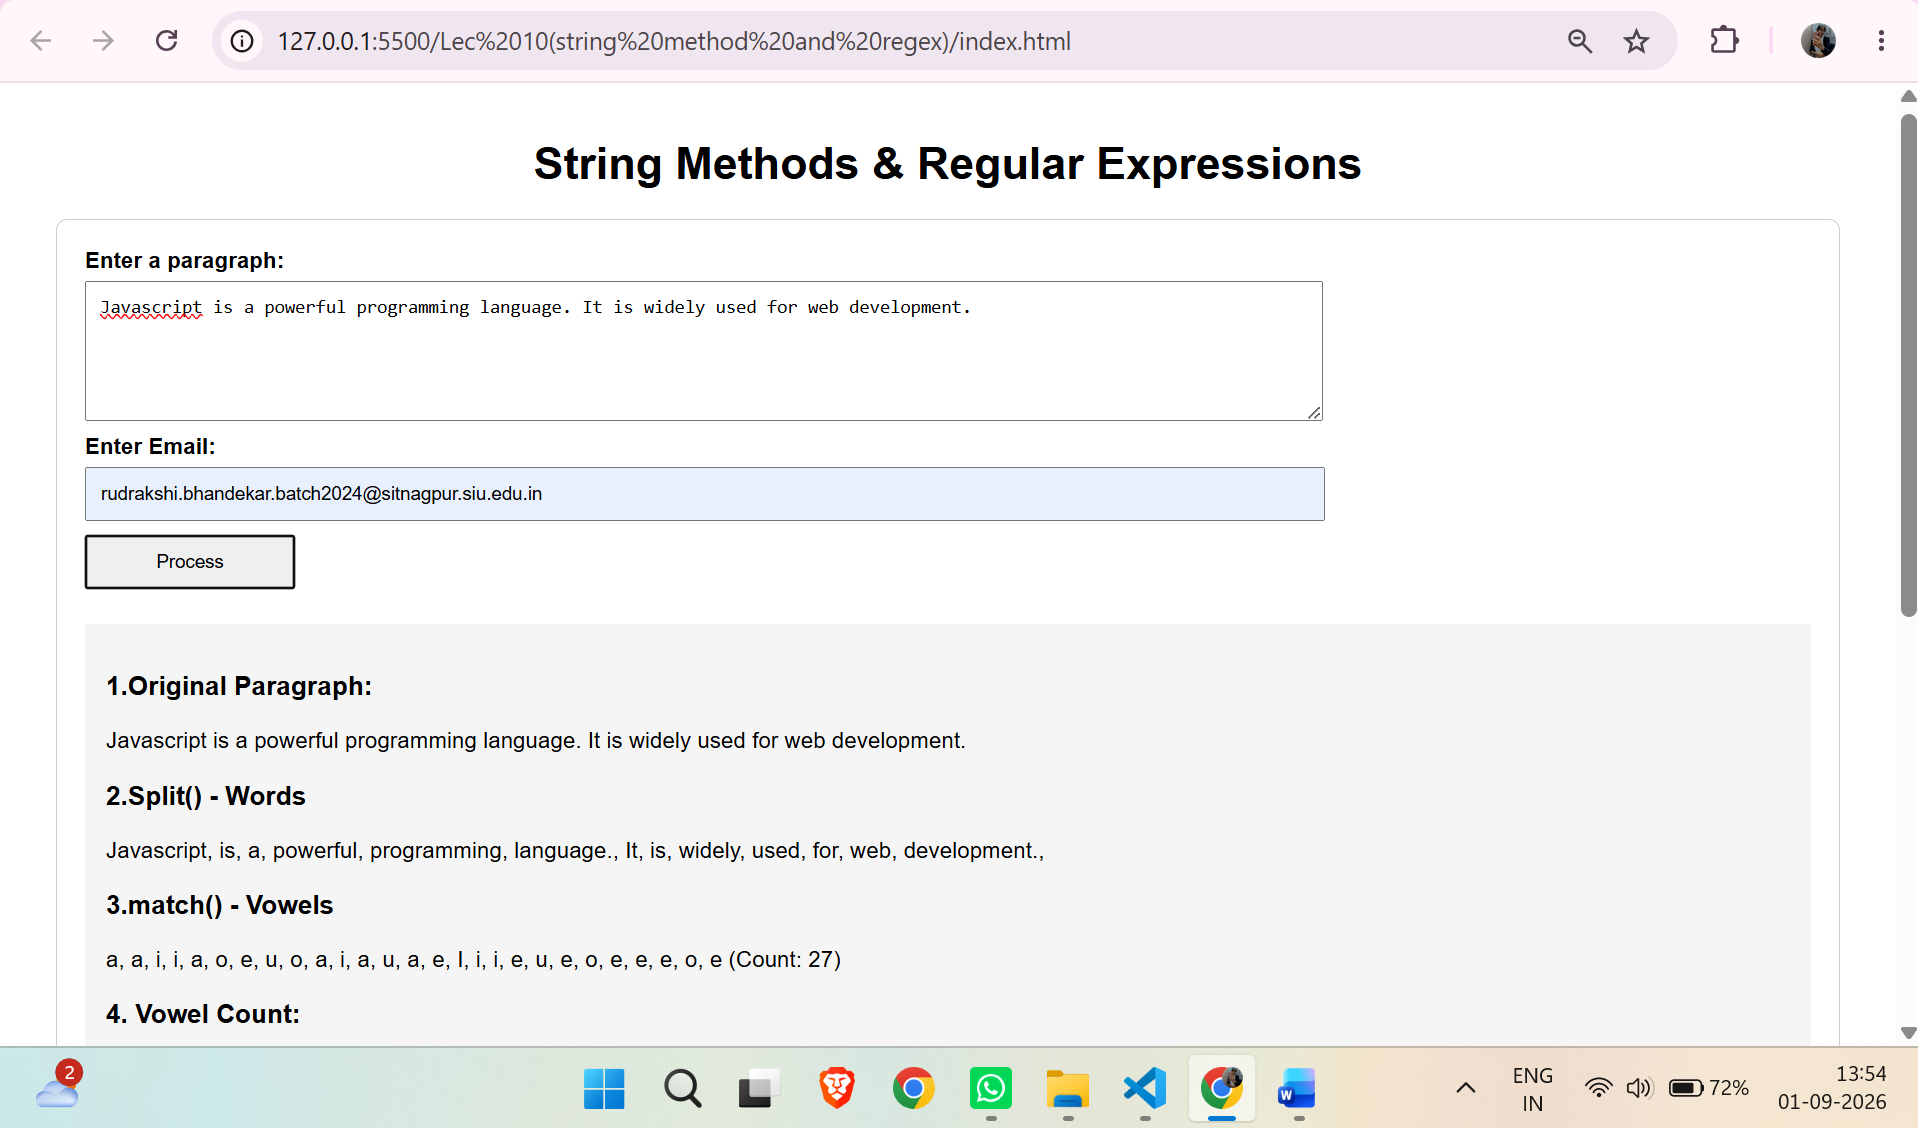 127.0.0.1:5500/Lec%2010(string%20method%20and%20regex)/index.html
String Methods & Regular Expressions
Enter a paragraph:
Javascript is a powerful programming language. It is widely used for web development.
Enter Email:
rudrakshi.bhandekar.batch2024@sitnagpur.siu.edu.in
Process
1.Original Paragraph:
Javascript is a powerful programming language. It is widely used for web development.
2.Split() - Words
Javascript, is, a, powerful, programming, language., It, is, widely, used, for, web, development.,
3.match() - Vowels
a, a, i, i, a, o, e, u, o, a, i, a, u, a, e, I, i, i, e, u, e, o, e, e, e, o, e (Count: 27)
4. Vowel Count:
2
W
ENG
IN
72%
13:54
01-09-2026